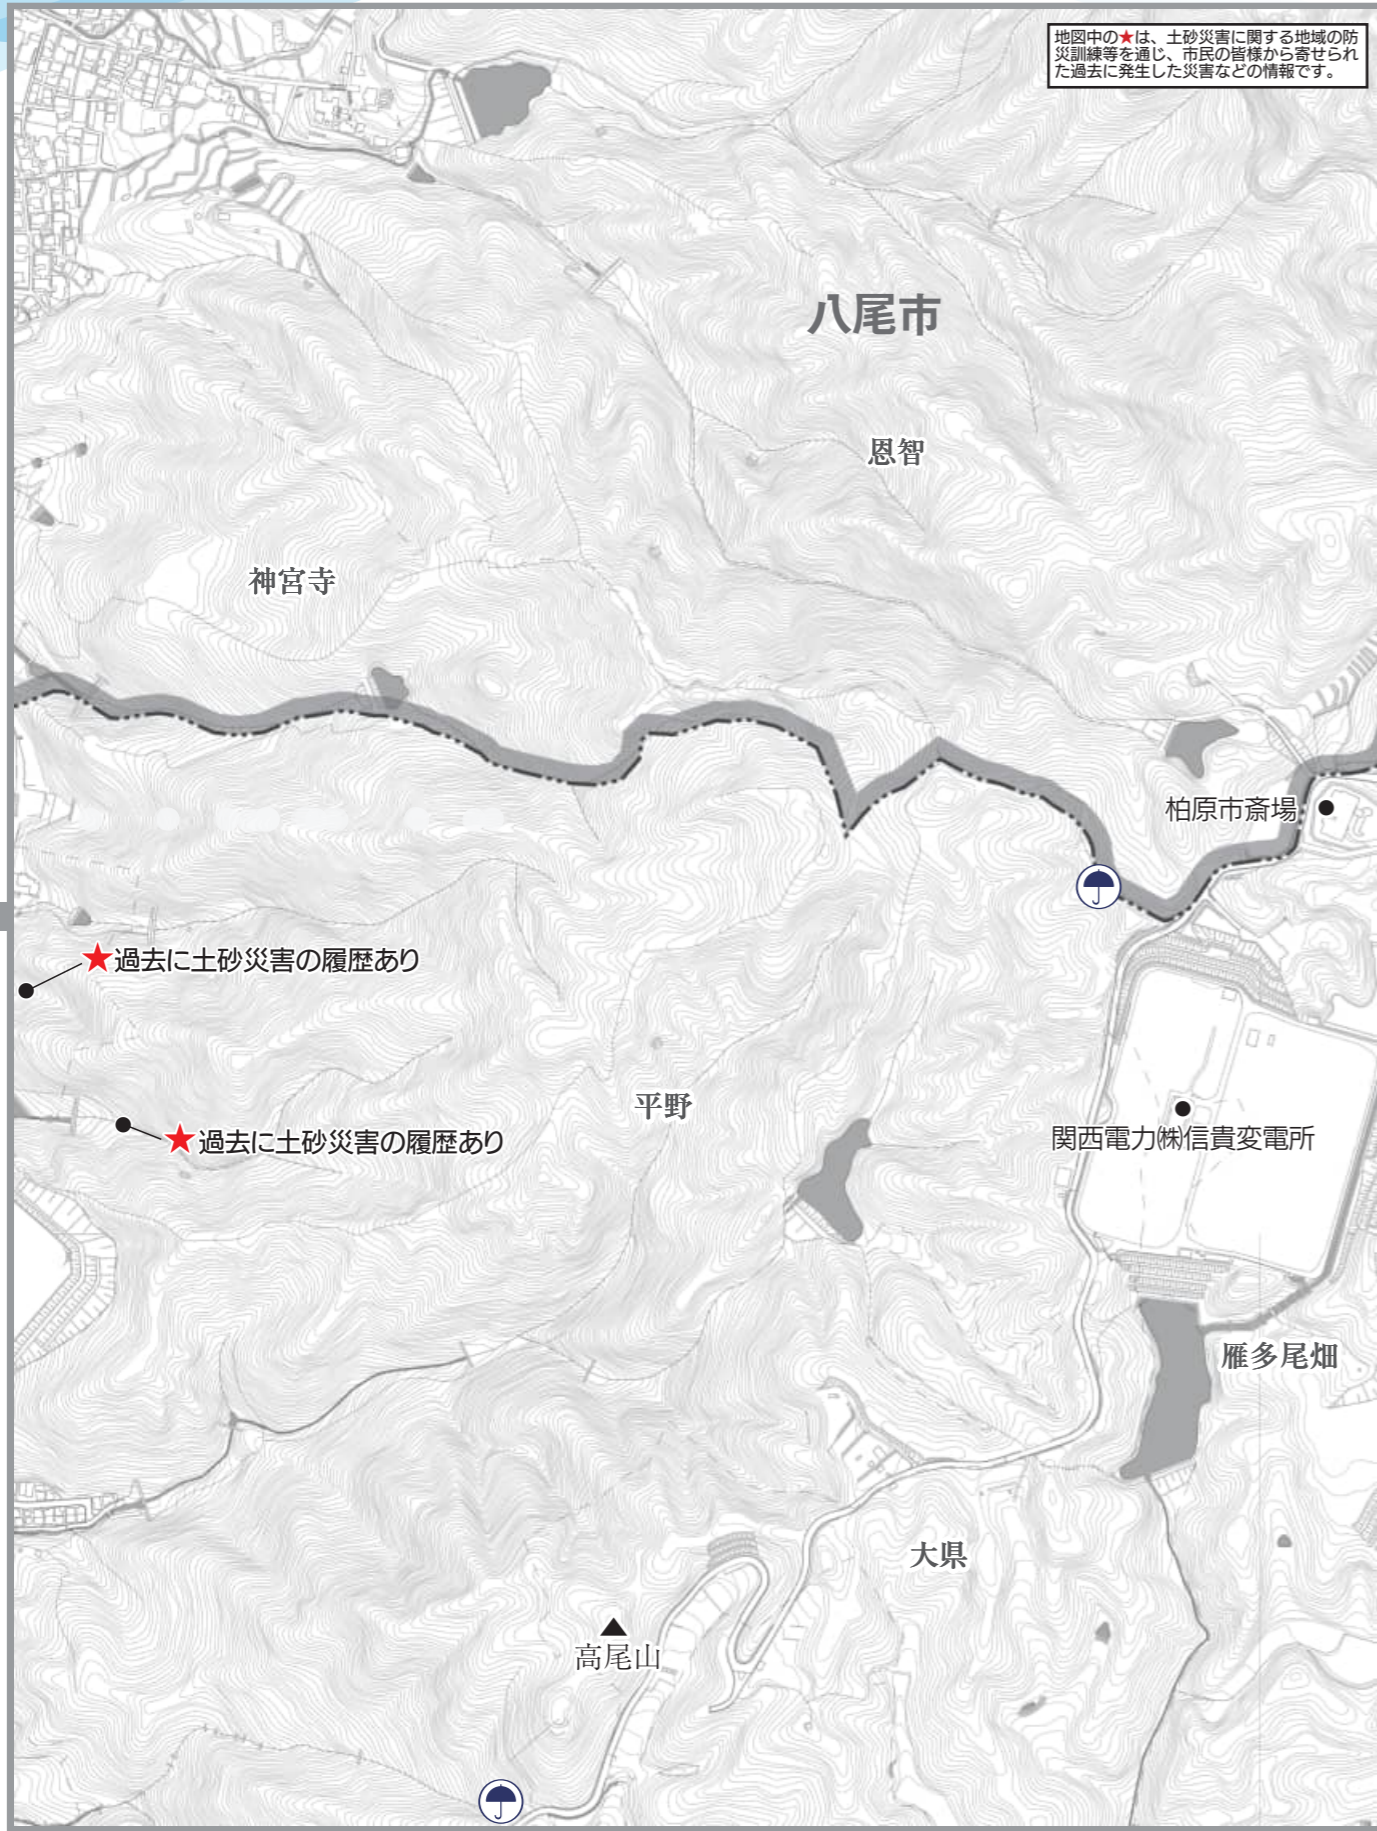 地図中の★は、土砂災害に関する地域の防
災訓練等を通じ、市民の皆様から寄せられ
た過去に発生した災害などの情報です。
八尾市
恩智
神宮寺
柏原市斎場
★過去に土砂災害の履歴あり
平野
★過去に土砂災害の履歴あり
関西電力㈱信貴変電所
雁多尾畑
大県
高尾山